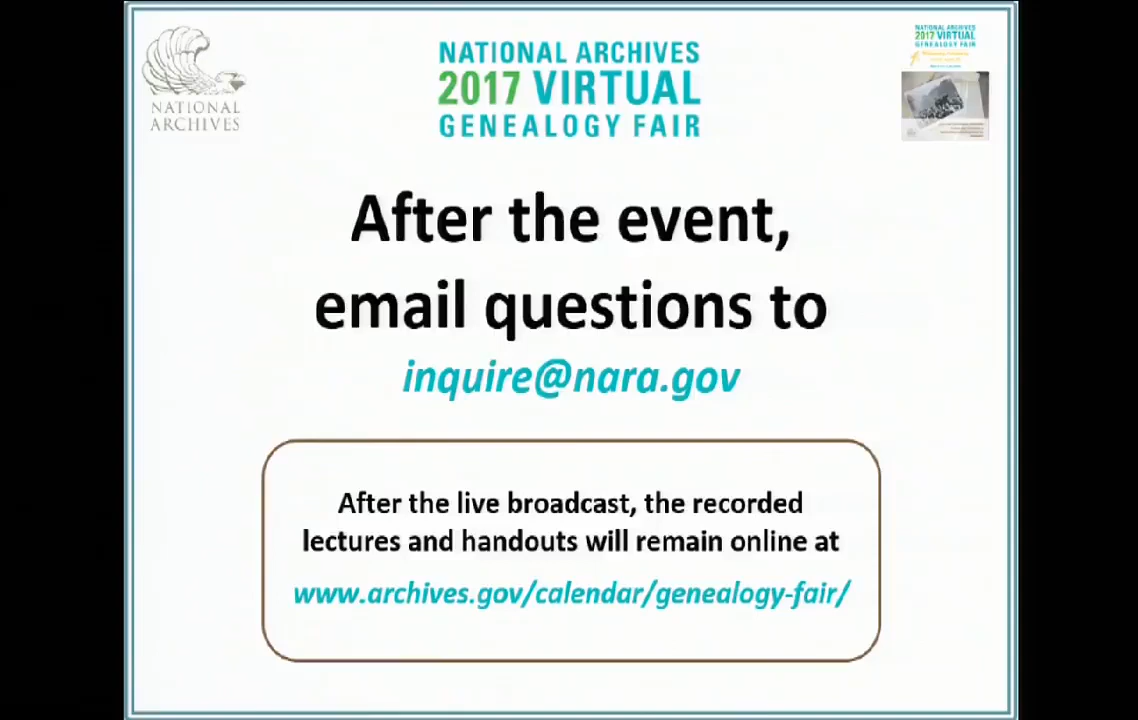 NATIONAL
ARCHIVES
NATIONAL ARCHIVES
2017 VIRTUAL
GENEALOGY FAIR
NATIONAL ARCHIVES
2017 VIRTUAL
GENEALOGY FAIR
After the event,
email questions to
inquire@nara.gov
After the live broadcast, the recorded
lectures and handouts will remain online at
www.archives.gov/calendar/genealogy-fair/